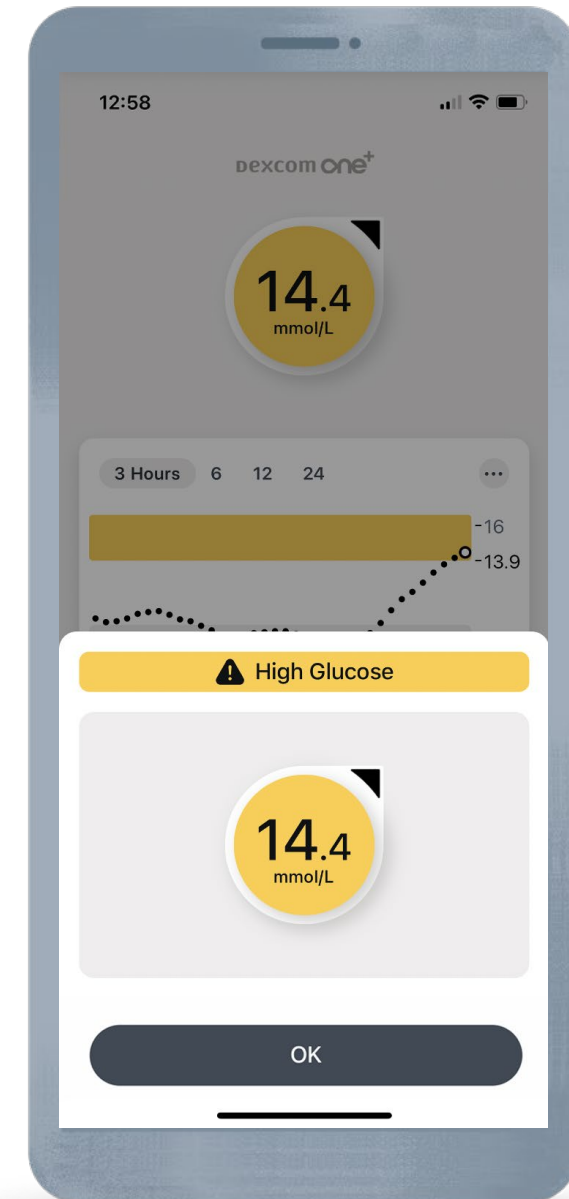 12:58
Dexcom one+
14.4
mmol/L
3 Hours 6 12 24 ...
-16
-13.9
High Glucose
14.4
mmol/L
OK